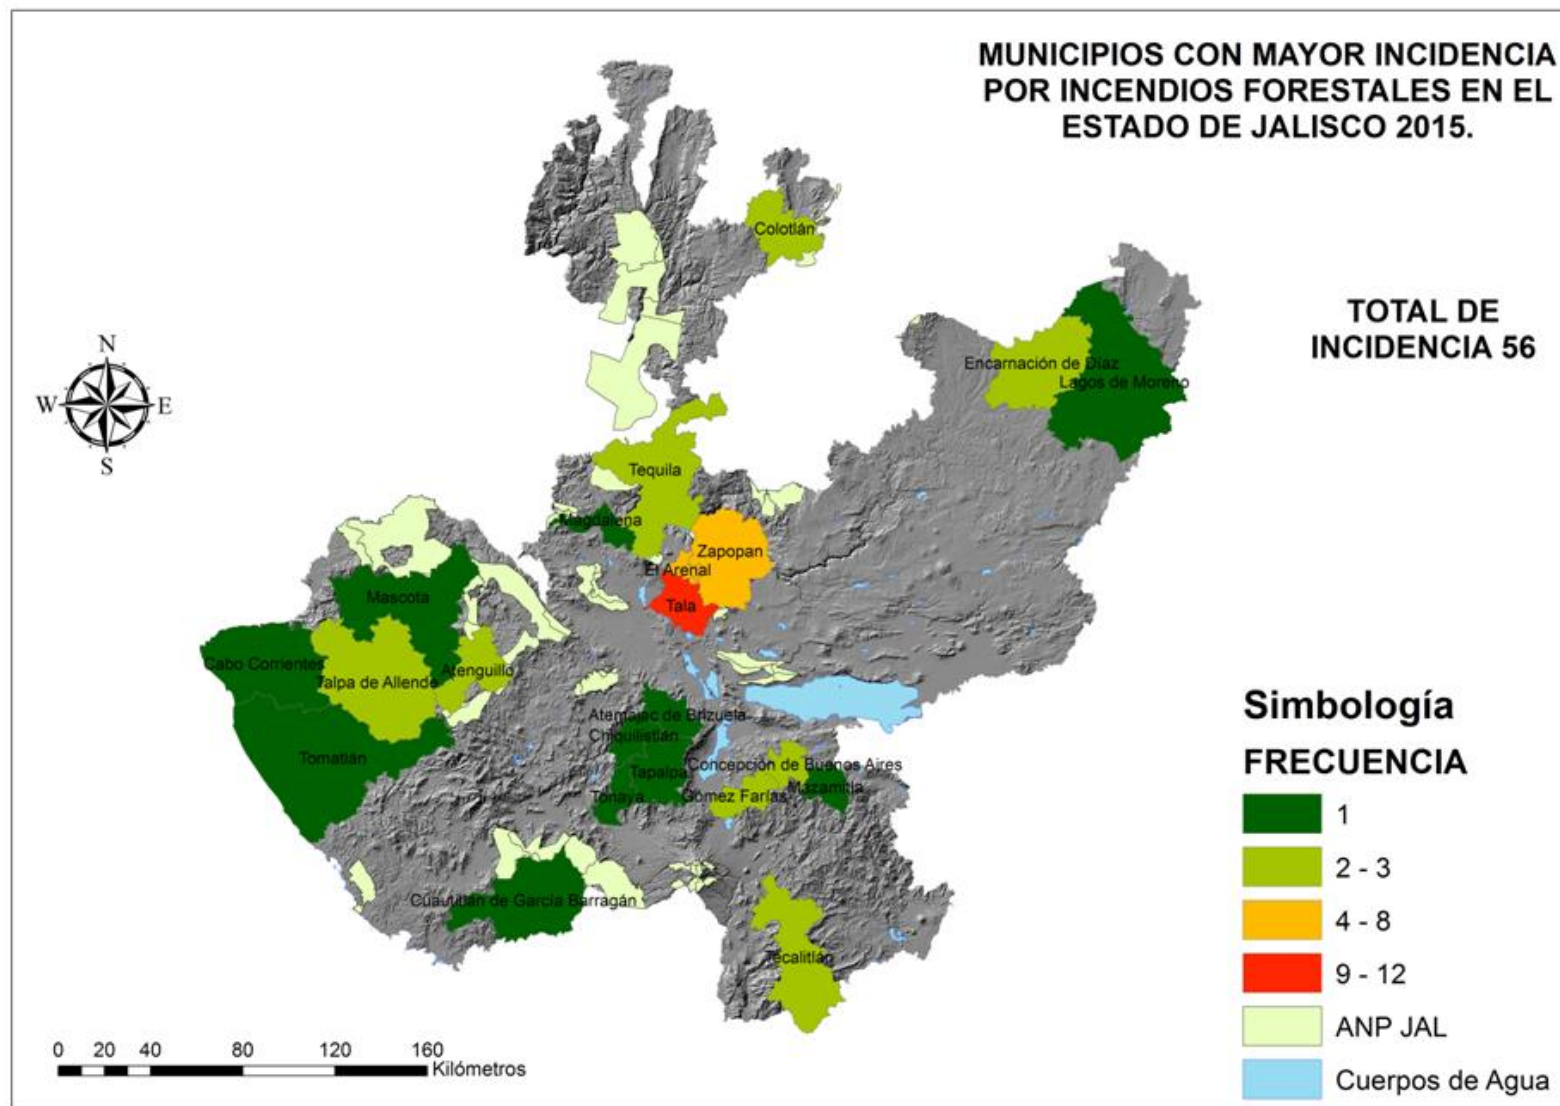 MUNICIPIOS CON MAYOR INCIDENCIA
POR INCENDIOS FORESTALES EN EL
ESTADO DE JALISCO 2015.
Colotlán
TOTAL DE
INCIDENCIA 56
N
W
E
S
Encarnación de Díaz
Lagos de Moreno
Tequila
Magdalena
Zapopan
El Arenal
Tala
Mascota
Cabo Corrientes
Talpa de Allende
Atenguillo
Tomatlán
Atemajac de Brizuela
Chiquilistlán
Tapalpa
Tonaya
Concepción de Buenos Aires
Gómez Farías
Mazamitla
Cuautitlán de García Barragán
Tecalitlán
Simbología
FRECUENCIA
1
2 - 3
4 - 8
9 - 12
ANP JAL
Cuerpos de Agua
0 20 40 80 120 160
Kilómetros